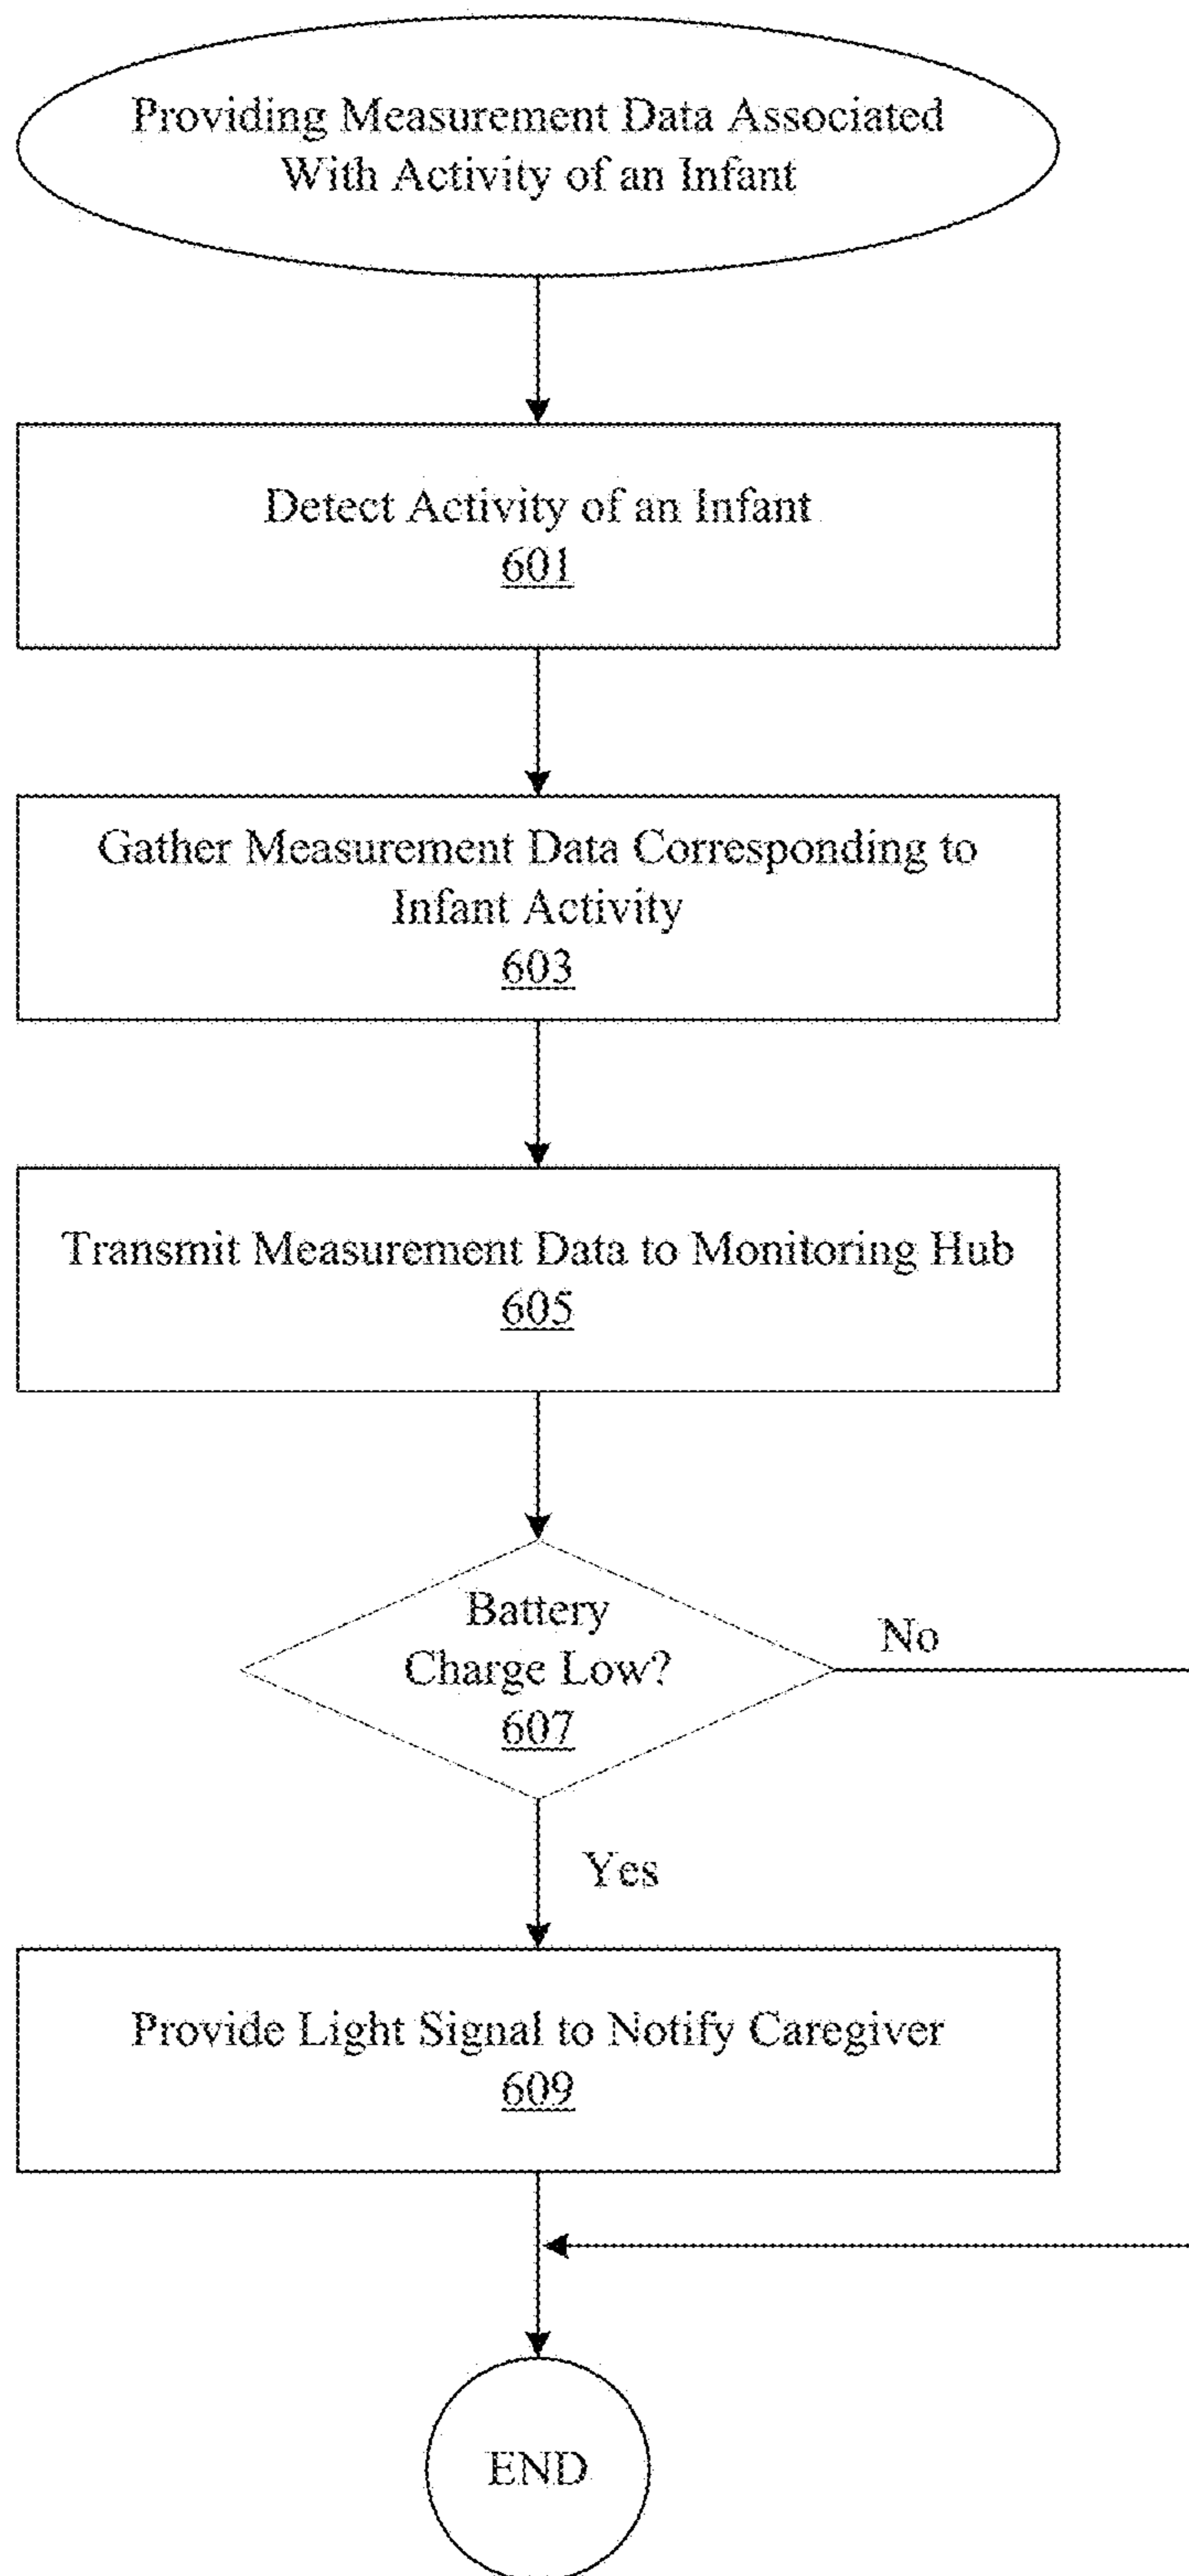 Providing Measurement Data Associated
With Activity of an Infant
Detect Activity of an Infant
601
Gather Measurement Data Corresponding to
Infant Activity
603
Transmit Measurement Data to Monitoring Hub
605
Battery
Charge Low?
607
No
Yes
Provide Light Signal to Notify Caregiver
609
END